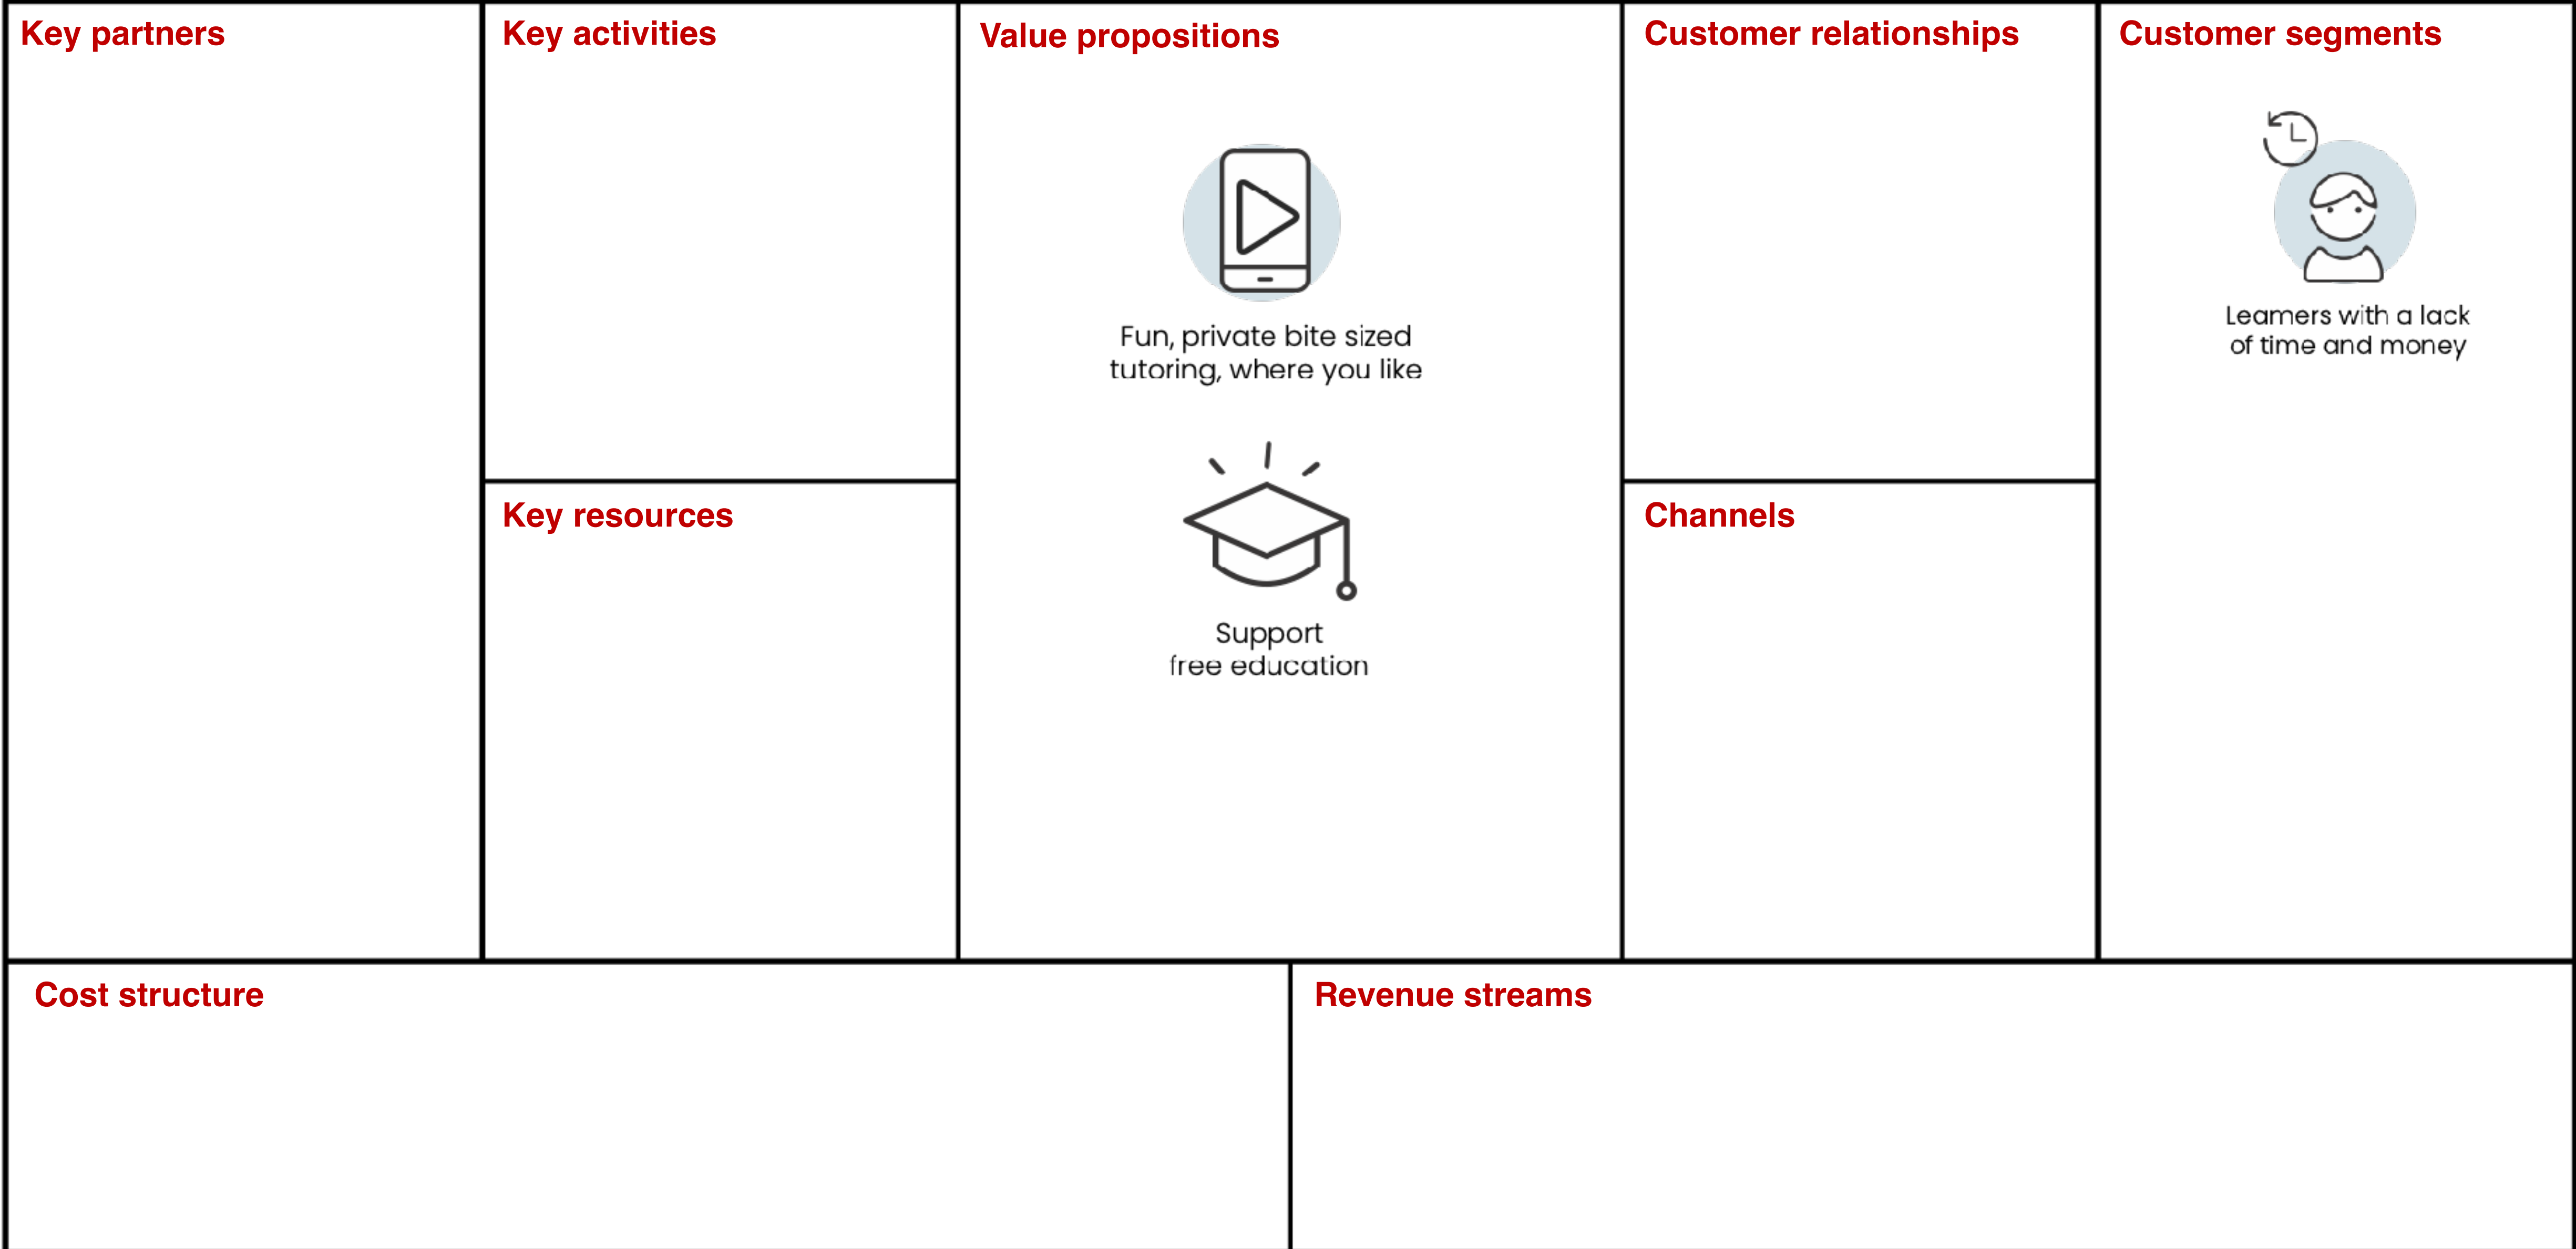 Key partners
Key activities
Value propositions
Customer relationships
Customer segments
Fun, private bite sized
tutoring, where you like
Learners with a lack
of time and money
Key resources
Channels
Support
free education
Cost structure
Revenue streams